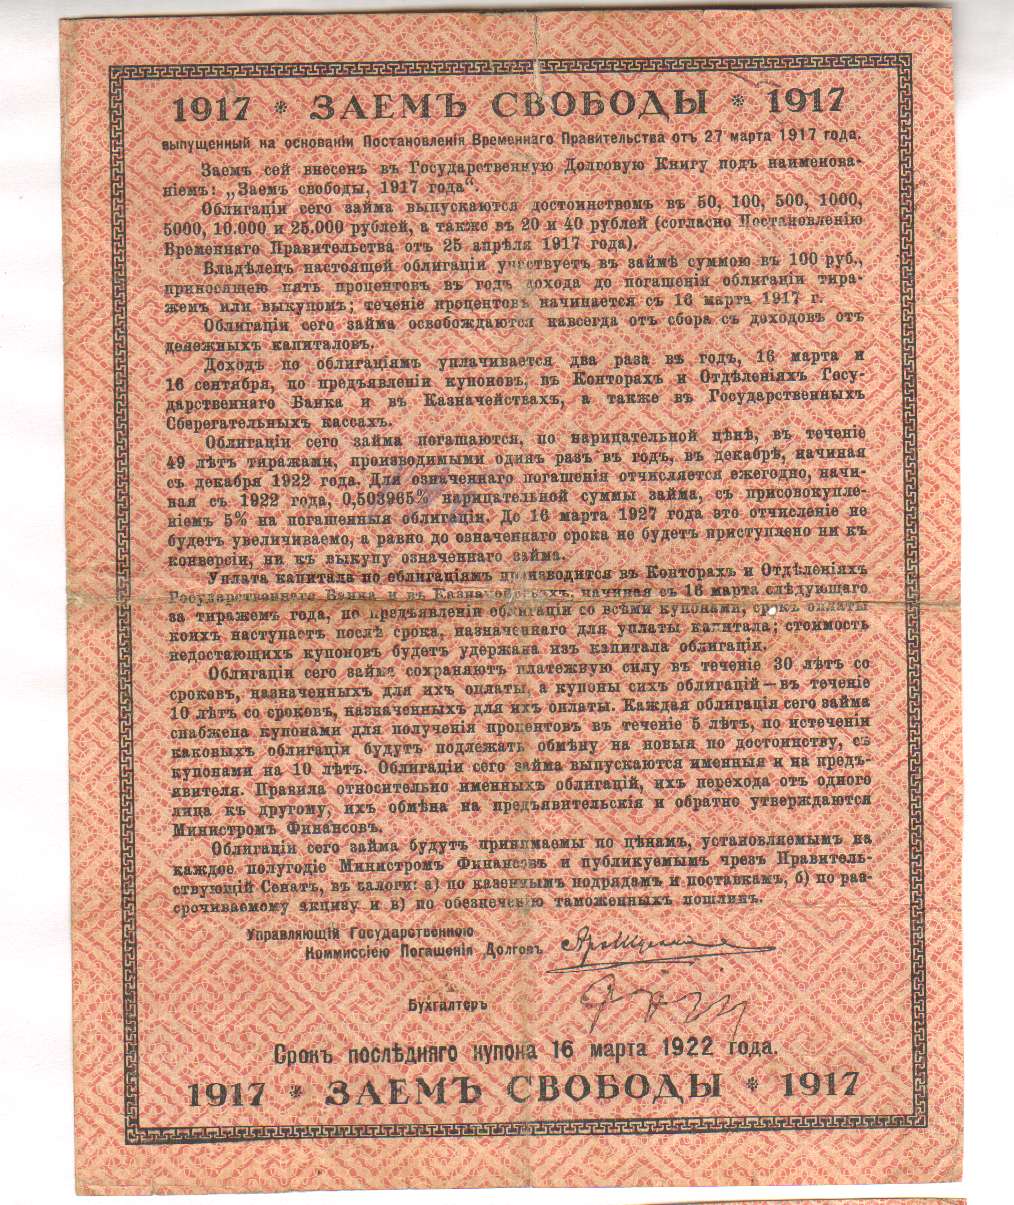 1917 * ЗАЕМЪ СВОБОДЫ * 1917
выпущенный на основаніи Постановленія Временнаго Правительства отъ 27 марта 1917 года.
Заемъ сей внесенъ въ Государственную Долговую Книгу подъ наименова-
ніемъ: „Заемъ свободы, 1917 года“.
Облигаціи сего займа выпускаются достоинствомъ въ 50, 100, 500, 1000,
5000, 10.000 и 25.000 рублей, а также въ 20 и 40 рублей (согласно Постановленію
Временнаго Правительства отъ 25 апрѣля 1917 года).
Владѣлецъ настоящей облигаціи участвуетъ въ займѣ суммою въ 100 руб.,
приносящею пять процентовъ въ годъ дохода до погашенія облигаціи тира-
жемъ или выкупомъ; теченіе процентовъ начинается съ 16 марта 1917 г.
Облигаціи сего займа освобождаются навсегда отъ сбора съ доходовъ отъ
денежныхъ капиталовъ.
Доходъ по облигаціямъ уплачивается два раза въ годъ, 16 марта и
16 сентября, по предъявленіи купоновъ, въ Конторахъ и Отдѣленіяхъ Госу-
дарственнаго Банка и въ Казначействахъ, а также въ Государственныхъ
Сберегательныхъ кассахъ.
Облигаціи сего займа погашаются, по нарицательной цѣнѣ, въ теченіе
49 лѣтъ тиражами, производимыми одинъ разъ въ годъ, въ декабрѣ, начиная
съ декабря 1922 года. Для означеннаго погашенія отчисляется ежегодно, начи-
ная съ 1922 года, 0,503965% нарицательной суммы займа, съ присовокупле-
ніемъ 5% на погашенныя облигаціи. До 16 марта 1927 года это отчисленіе не
будетъ увеличиваемо, а равно до означеннаго срока не будетъ приступлено ни къ
конверсіи, ни къ выкупу означеннаго займа.
Уплата капитала по облигаціямъ производится въ Конторахъ и Отдѣленіяхъ
Государственнаго Банка и въ Казначействахъ, начиная съ 16 марта слѣдующаго
за тиражемъ года, по предъявленіи облигаціи со всѣми купонами, срокъ оплаты
коихъ наступаетъ послѣ срока, назначеннаго для уплаты капитала; стоимость
недостающихъ купоновъ будетъ удержана изъ капитала облигаціи.
Облигаціи сего займа сохраняютъ платежную силу въ теченіе 30 лѣтъ со
сроковъ, назначенныхъ для ихъ оплаты, а купоны сихъ облигацій — въ теченіе
10 лѣтъ со сроковъ, назначенныхъ для ихъ оплаты. Каждая облигація сего займа
снабжена купонами для полученія процентовъ въ теченіе 5 лѣтъ, по истеченіи
каковыхъ облигаціи будутъ подлежать обмѣну на новыя по достоинству, съ
купонами на 10 лѣтъ. Облигаціи сего займа выпускаются именныя и на предъ-
явителя. Правила относительно именныхъ облигацій, ихъ перехода отъ одного
лица къ другому, ихъ обмѣна на предъявительскія и обратно утверждаются
Министромъ Финансовъ.
Облигаціи сего займа будутъ принимаемы по цѣнамъ, установляемымъ на
каждое полугодіе Министромъ Финансовъ и публикуемымъ чрезъ Правитель-
ствующій Сенатъ, въ залоги: а) по казеннымъ подрядамъ и поставкамъ, б) по раз-
срочиваемому акцизу и в) по обезпеченію таможенныхъ пошлинъ.
Управляющій Государственною
Коммиссіею Погашенія Долговъ
Бухгалтеръ
Срокъ послѣдняго купона 16 марта 1922 года.
1917 * ЗАЕМЪ СВОБОДЫ * 1917